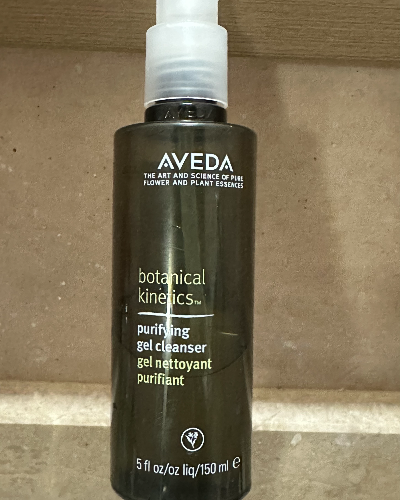 AVEDA
AVEDA
THE ART AND SCIENCE OF PURE
FLOWER AND PLANT ESSENCES
botanical
kinetics™
purifying
gel cleanser
gel nettoyant
purifiant
5 fl oz/oz liq/150 ml ℮